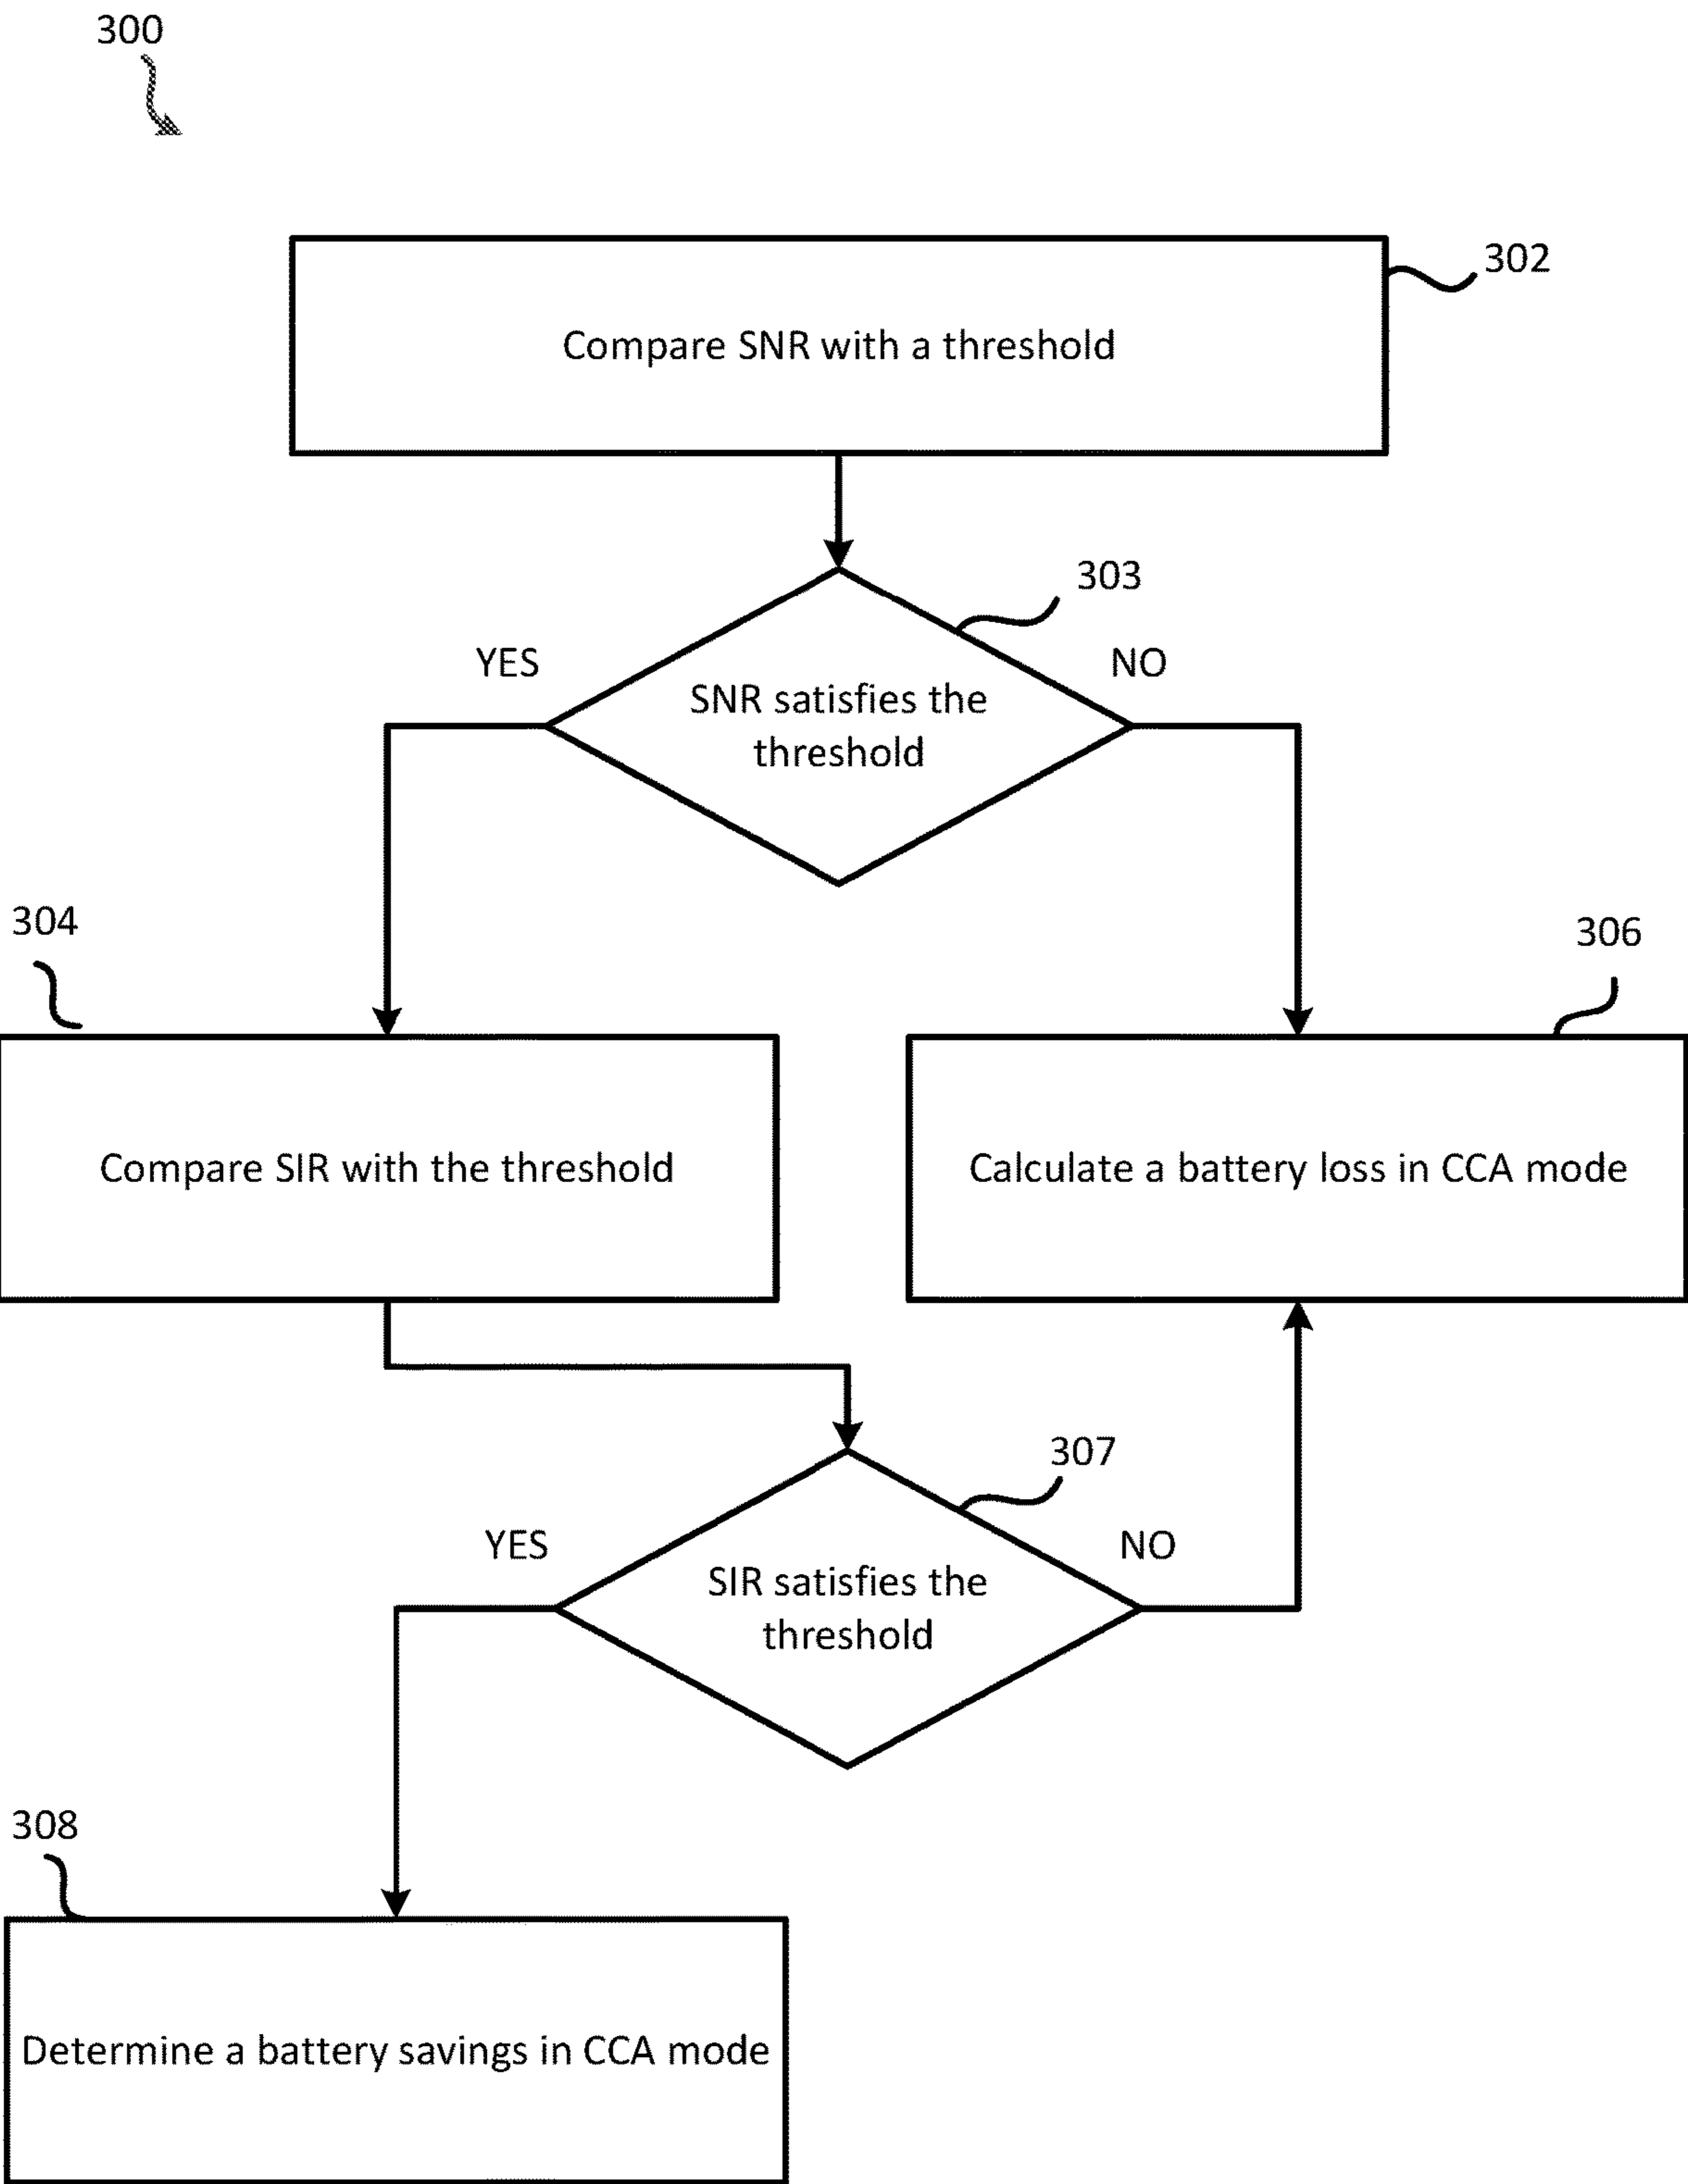 300
302
Compare SNR with a threshold
303
YES
NO
SNR satisfies the
threshold
304
306
Compare SIR with the threshold
Calculate a battery loss in CCA mode
307
YES
NO
SIR satisfies the
threshold
308
Determine a battery savings in CCA mode